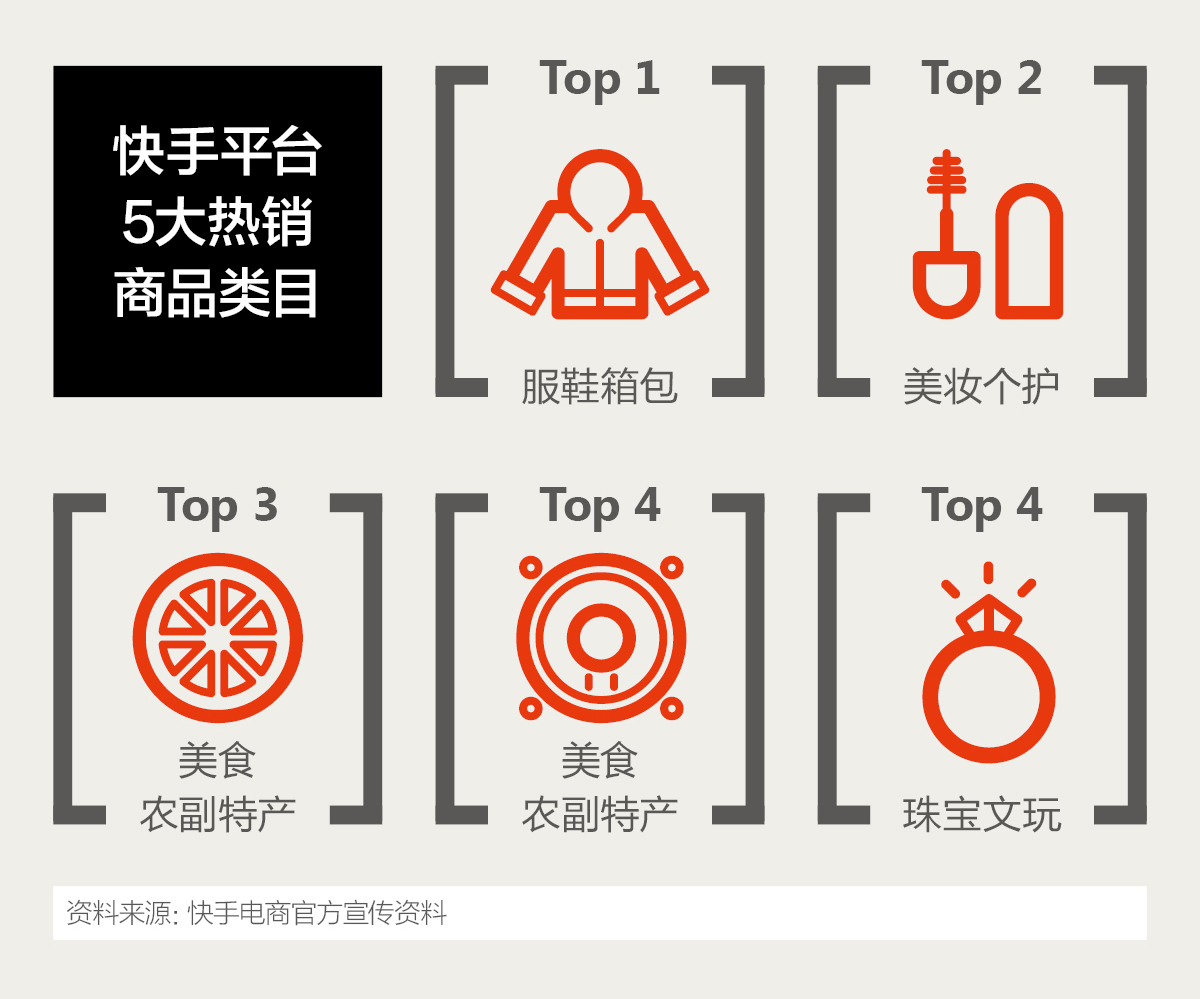 快手平台
5大热销
商品类目
Top 1
服鞋箱包
Top 2
美妆个护
Top 3
美食
农副特产
Top 4
美食
农副特产
Top 4
珠宝文玩
资料来源：快手电商官方宣传资料